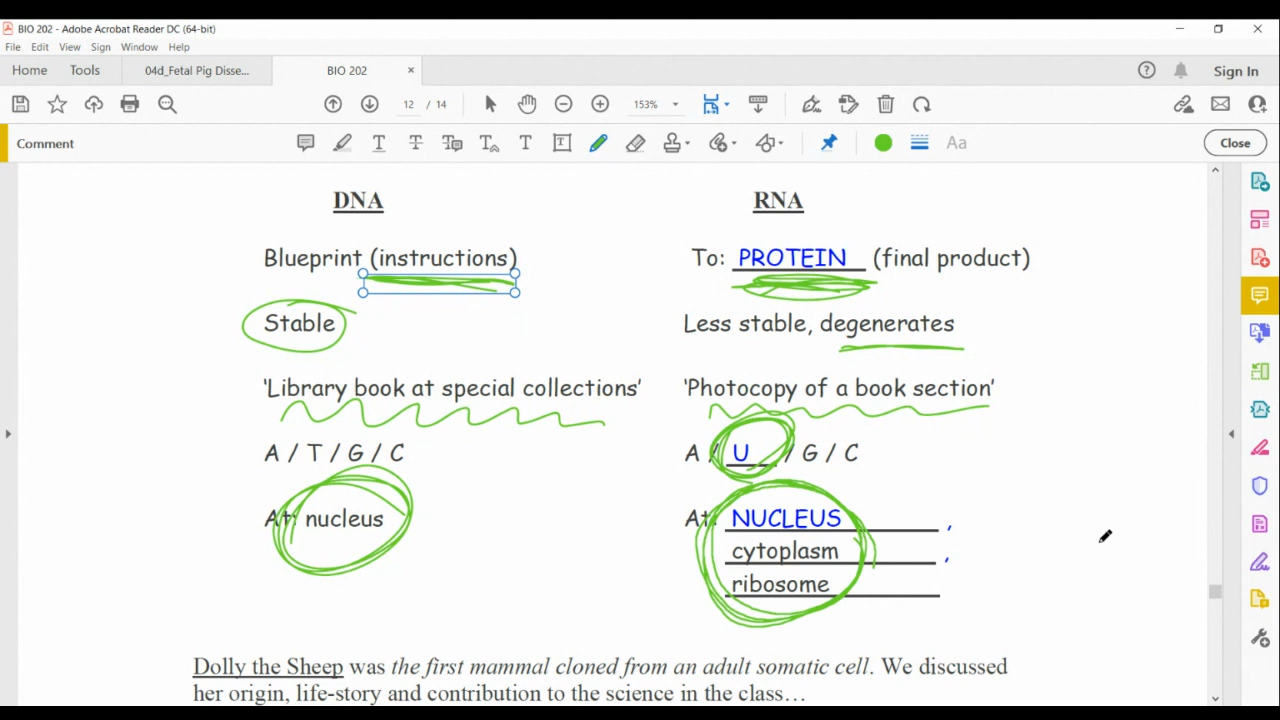 BIO 202 - Adobe Acrobat Reader DC (64-bit)
File Edit View Sign Window Help
Home Tools 04d_Fetal Pig Disse... BIO 202 × Sign In
12 / 14 153%
Comment Aa Close
DNA RNA
Blueprint (instructions) To: PROTEIN (final product)
Stable Less stable, degenerates
'Library book at special collections' 'Photocopy of a book section'
A / T / G / C A / U / G / C
At: nucleus At: NUCLEUS ,
cytoplasm ,
ribosome
Dolly the Sheep was the first mammal cloned from an adult somatic cell. We discussed
her origin, life-story and contribution to the science in the class...